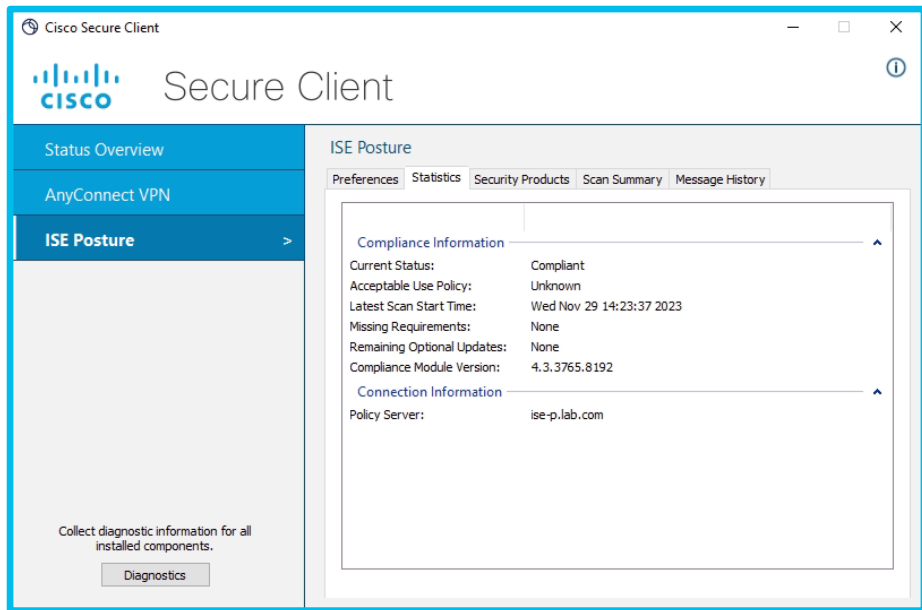 Cisco Secure Client
CISCO Secure Client
Status Overview
AnyConnect VPN
ISE Posture >
ISE Posture
Preferences Statistics Security Products Scan Summary Message History
Compliance Information
Current Status: Compliant
Acceptable Use Policy: Unknown
Latest Scan Start Time: Wed Nov 29 14:23:37 2023
Missing Requirements: None
Remaining Optional Updates: None
Compliance Module Version: 4.3.3765.8192
Connection Information
Policy Server: ise-p.lab.com
Collect diagnostic information for all
installed components.
Diagnostics